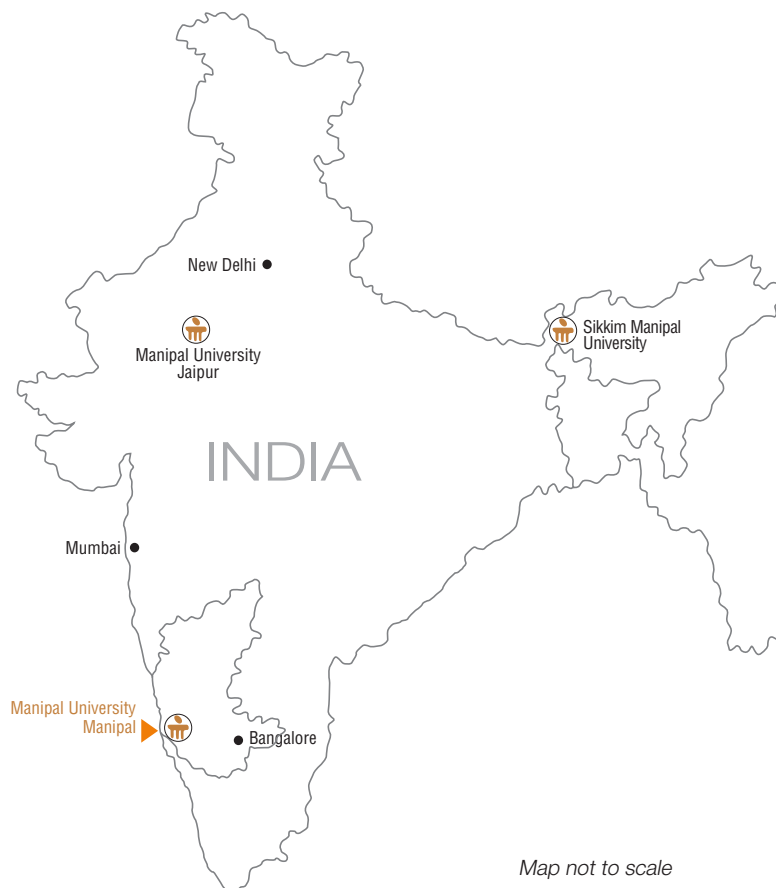 New Delhi
Sikkim Manipal
University
Manipal University
Jaipur
INDIA
Mumbai
Manipal University
Manipal
Bangalore
Map not to scale